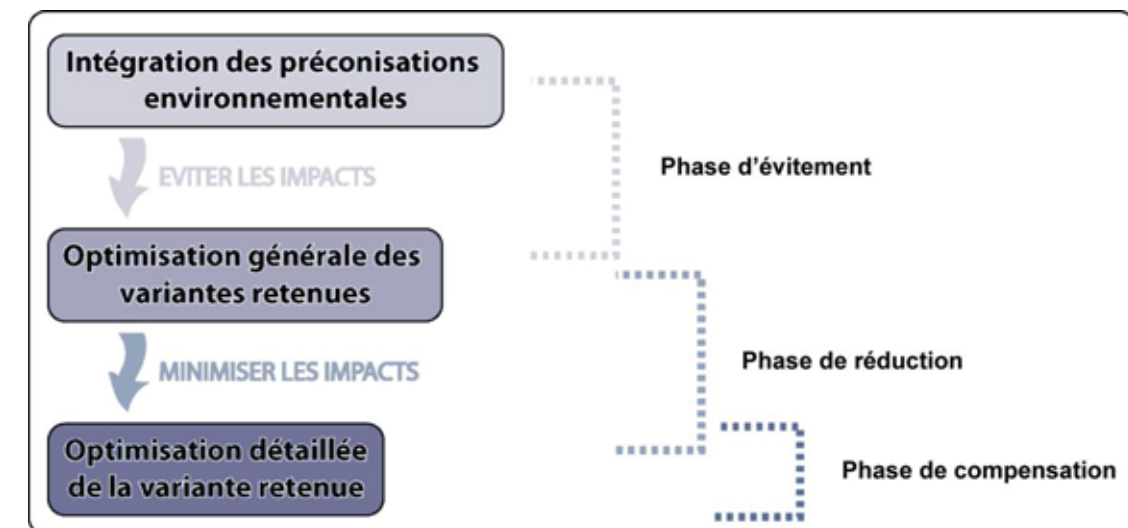 Intégration des préconisations
environnementales
EVITER LES IMPACTS
Phase d'évitement
Optimisation générale des
variantes retenues
MINIMISER LES IMPACTS
Phase de réduction
Optimisation détaillée
de la variante retenue
Phase de compensation